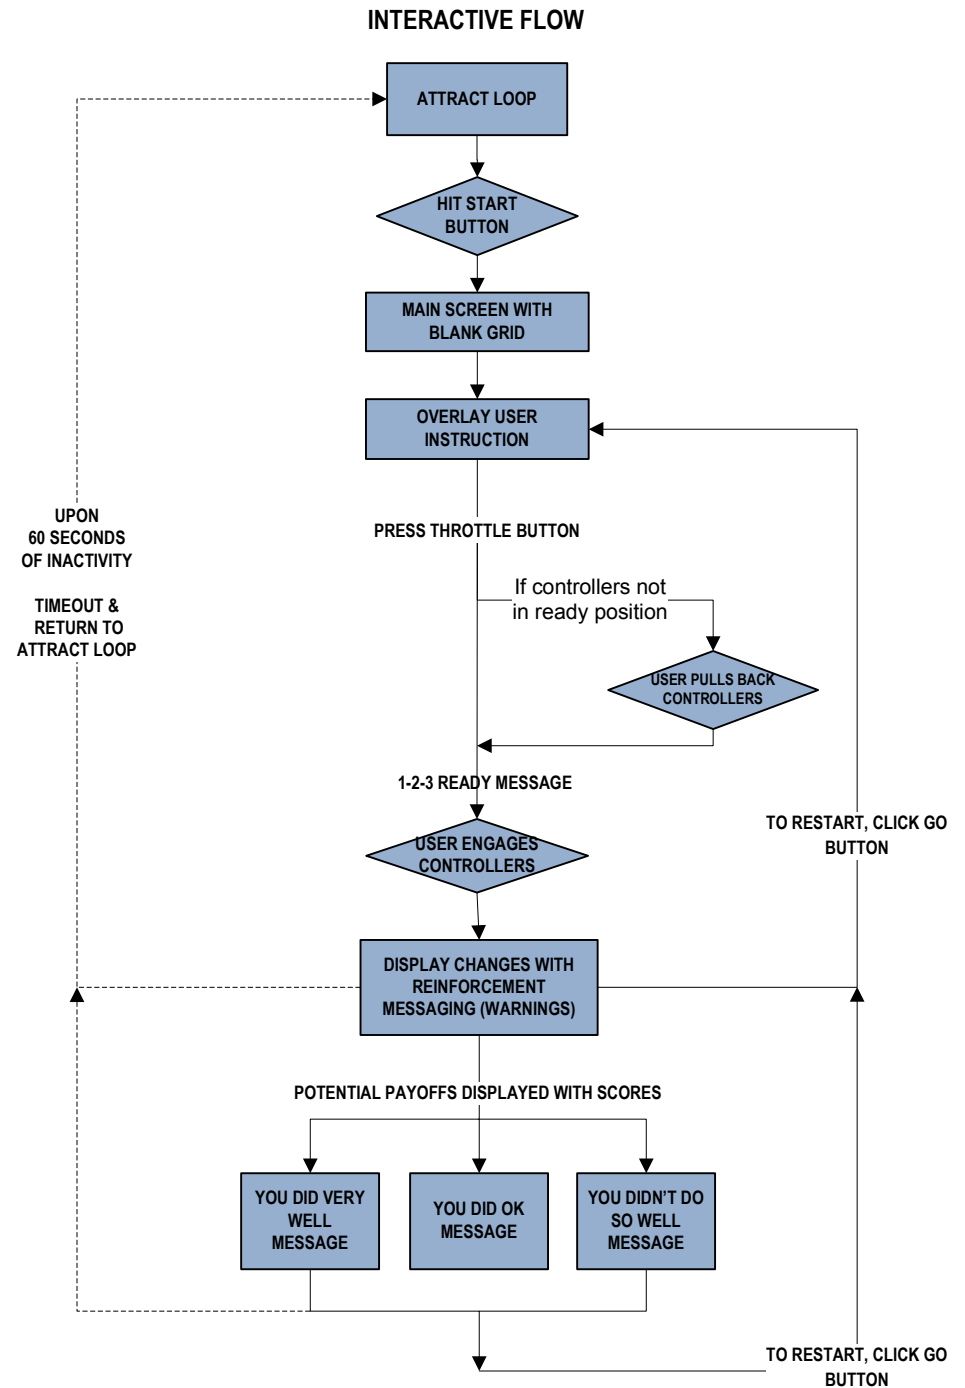 INTERACTIVE FLOW
ATTRACT LOOP
HIT START
BUTTON
MAIN SCREEN WITH
BLANK GRID
OVERLAY USER
INSTRUCTION
UPON
60 SECONDS
OF INACTIVITY
TIMEOUT &
RETURN TO
ATTRACT LOOP
PRESS THROTTLE BUTTON
If controllers not
in ready position
USER PULLS BACK
CONTROLLERS
1-2-3 READY MESSAGE
USER ENGAGES
CONTROLLERS
TO RESTART, CLICK GO
BUTTON
DISPLAY CHANGES WITH
REINFORCEMENT
MESSAGING (WARNINGS)
POTENTIAL PAYOFFS DISPLAYED WITH SCORES
YOU DID VERY
WELL
MESSAGE
YOU DID OK
MESSAGE
YOU DIDN'T DO
SO WELL
MESSAGE
TO RESTART, CLICK GO
BUTTON